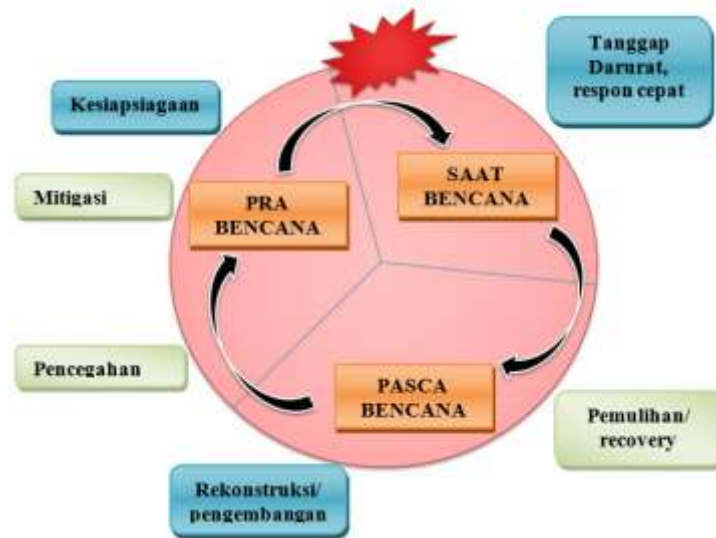 Tanggap
Darurat,
respon cepat
Kesiapsiagaan
SAAT
BENCANA
Mitigasi
PRA
BENCANA
Pencegahan
PASCA
BENCANA
Pemulihan/
recovery
Rekonstruksi/
pengembangan